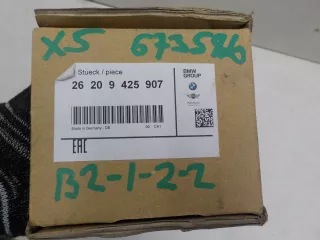 X5 673586
Stueck / piece
26 20 9 425 907
BMW
GROUP
Made in Germany
EAC
B2-1-2-2